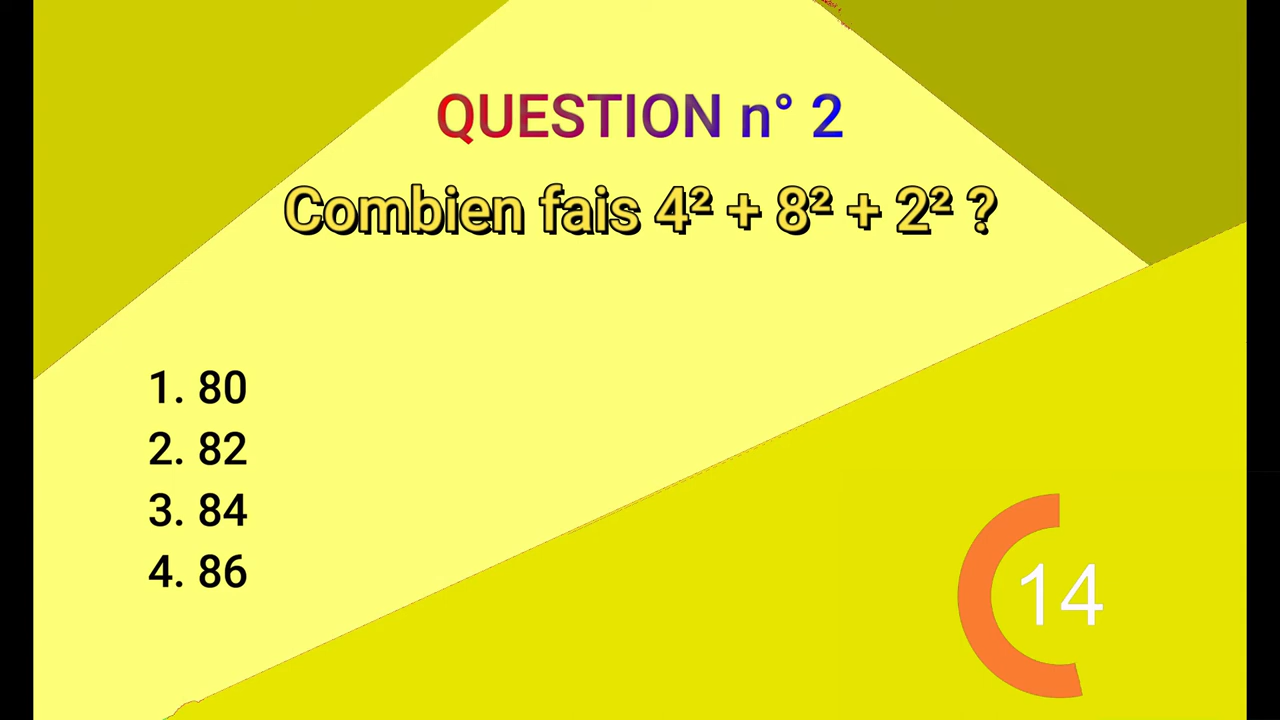 QUESTION n° 2
Combien fais 4² + 8² + 2² ?
1. 80
2. 82
3. 84
4. 86
14